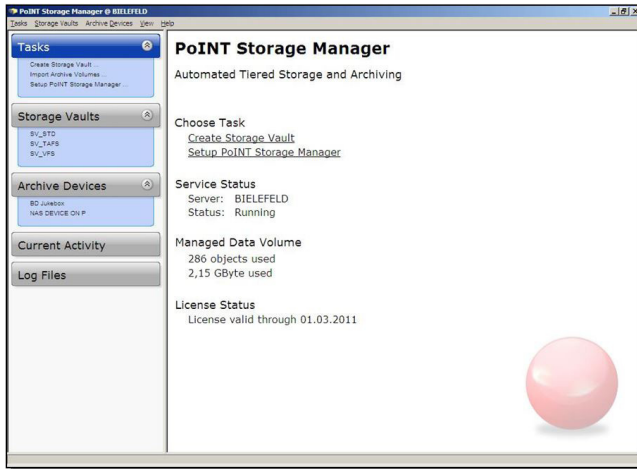 PoINT Storage Manager @ BIELEFELD
Tasks Storage Vaults Archive Devices View Help
Tasks
Create Storage Vault ...
Import Archive Volumes ...
Setup PoINT Storage Manager ...
Storage Vaults
SV_STD
SV_TAFS
SV_VFS
Archive Devices
BD Jukebox
NAS DEVICE ON P
Current Activity
Log Files
PoINT Storage Manager
Automated Tiered Storage and Archiving
Choose Task
Create Storage Vault
Setup PoINT Storage Manager
Service Status
Server: BIELEFELD
Status: Running
Managed Data Volume
286 objects used
2,15 GByte used
License Status
License valid through 01.03.2011